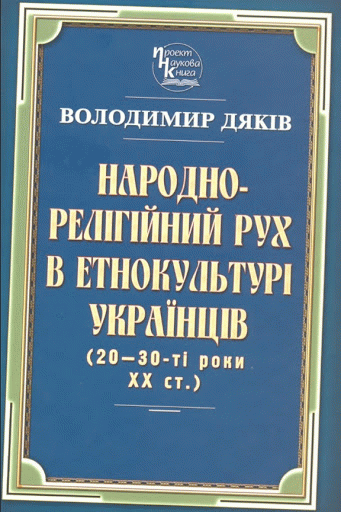 Проект
Наукова
Книга
ВОЛОДИМИР ДЯКІВ
НАРОДНО-
РЕЛІГІЙНИЙ РУХ
В ЕТНОКУЛЬТУРІ
УКРАЇНЦІВ
(20—30-ті роки
XX ст.)